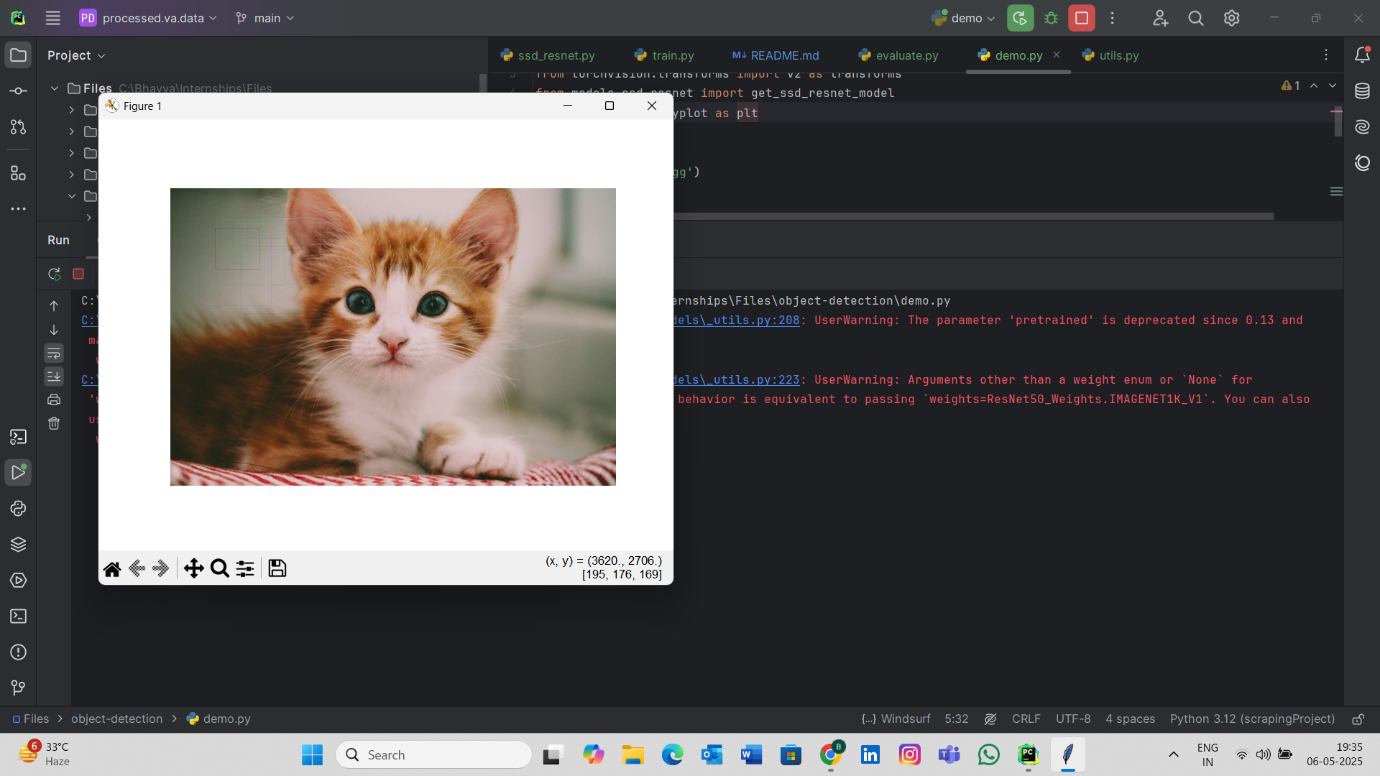 PD processed.va.data main demo
Project
ssd_resnet.py train.py M↓ README.md evaluate.py demo.py utils.py
Files C:\Bhavya\Internships\Files
from torchvision.transforms import v2 as transforms
import get_ssd_resnet_model
1
Figure 1
yplot as plt
gg')
Run
C:\
ernships\Files\object-detection\demo.py
C:\
dels\_utils.py:208: UserWarning: The parameter 'pretrained' is deprecated since 0.13 and
ma
w
C:\
dels\_utils.py:223: UserWarning: Arguments other than a weight enum or `None` for
'w
behavior is equivalent to passing `weights=ResNet50_Weights.IMAGENET1K_V1`. You can also
us
w
(x, y) = (3620., 2706.)
[195, 176, 169]
Files > object-detection > demo.py
{...} Windsurf 5:32 CRLF UTF-8 4 spaces Python 3.12 (scrapingProject)
6
33°C
Haze
Search
ENG
IN
19:35
06-05-2025